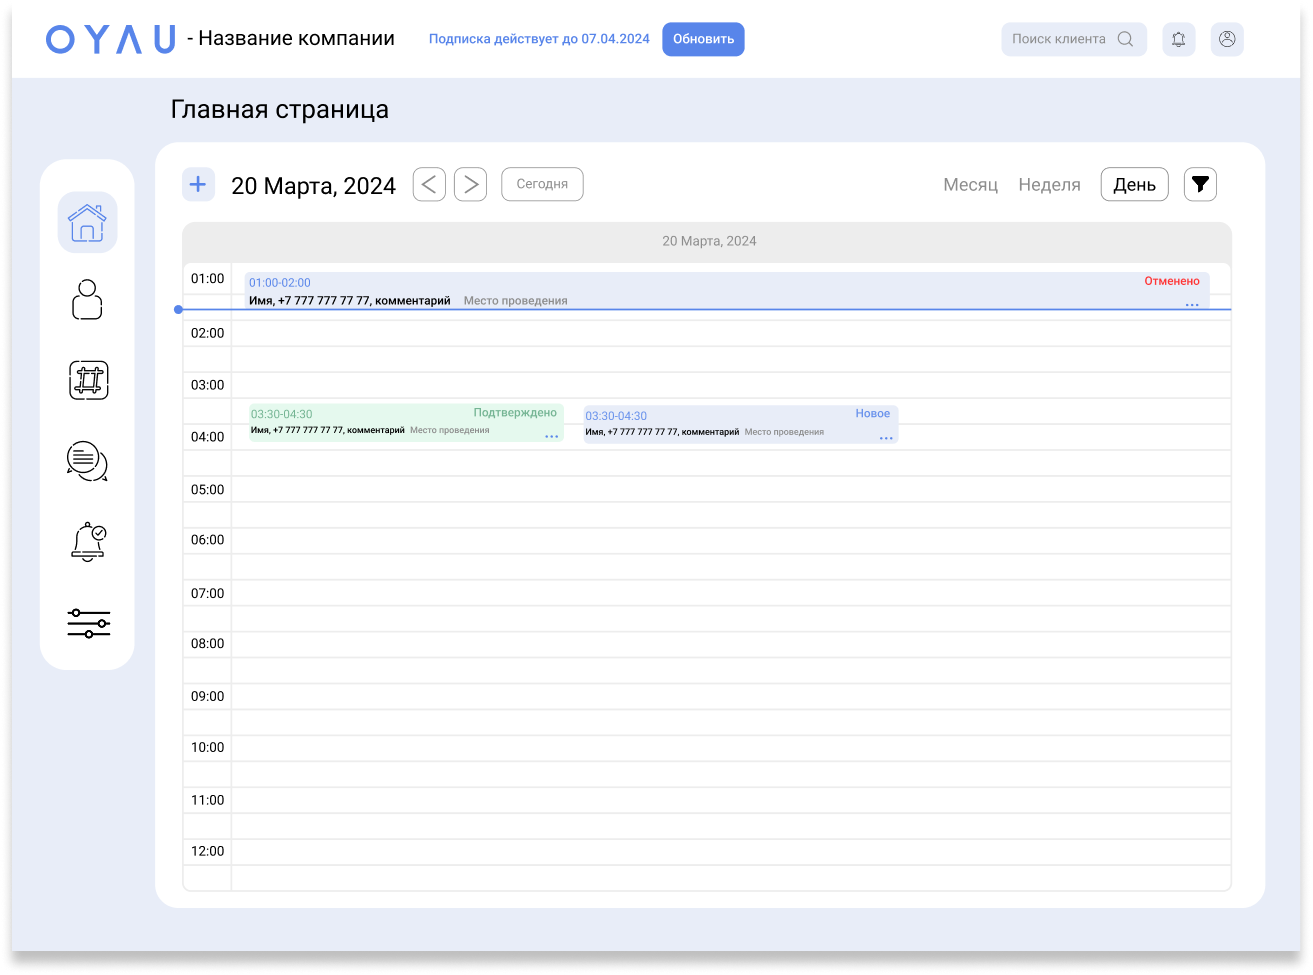 OYAU - Название компании
Подписка действует до 07.04.2024
Обновить
Поиск клиента
Главная страница
+ 20 Марта, 2024 < > Сегодня
Месяц Неделя День
20 Марта, 2024
01:00
01:00-02:00 Отменено
Имя, +7 777 777 77 77, комментарий Место проведения ...
02:00
03:00
03:30-04:30 Подтверждено
Имя, +7 777 777 77 77, комментарий Место проведения ...
03:30-04:30 Новое
Имя, +7 777 777 77 77, комментарий Место проведения ...
04:00
05:00
06:00
07:00
08:00
09:00
10:00
11:00
12:00